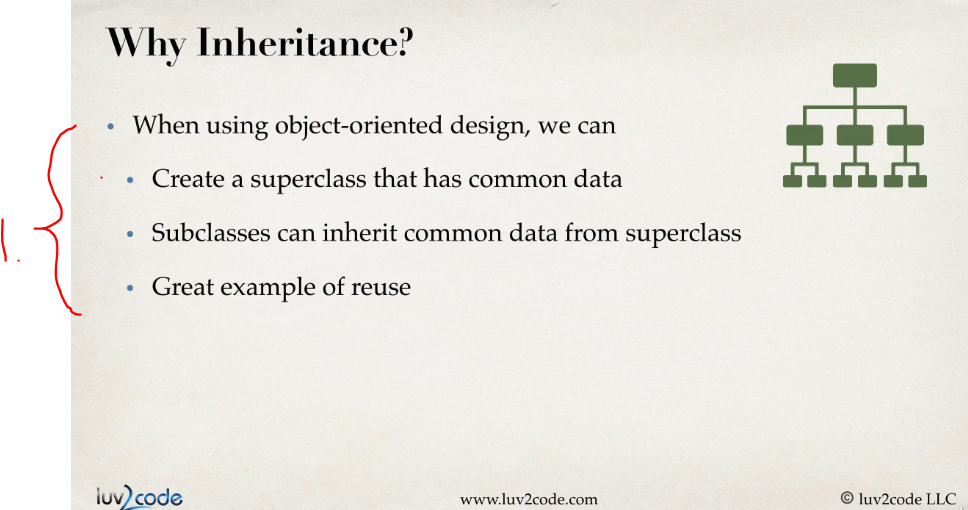 Why Inheritance?
• When using object-oriented design, we can
• Create a superclass that has common data
• Subclasses can inherit common data from superclass
1.
• Great example of reuse
luv2code
www.luv2code.com
© luv2code LLC